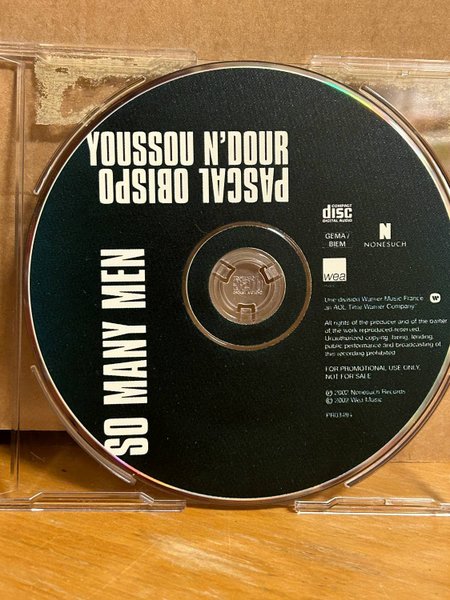 YOUSSOU N'DOUR
PASCAL OBISPO
SO MANY MEN
COMPACT
disc
DIGITAL AUDIO
GEMA/
BIEM
N
NONESUCH
wea
Une division Warner Music France
an AOL Time Warner Company
All rights of the producer and of the owner
of the work reproduced reserved.
Unauthorized copying, hiring, lending,
public performance and broadcasting of
this recording prohibited
FOR PROMOTIONAL USE ONLY,
NOT FOR SALE
℗ 2002 Nonesuch Records
© 2002 Wea Music